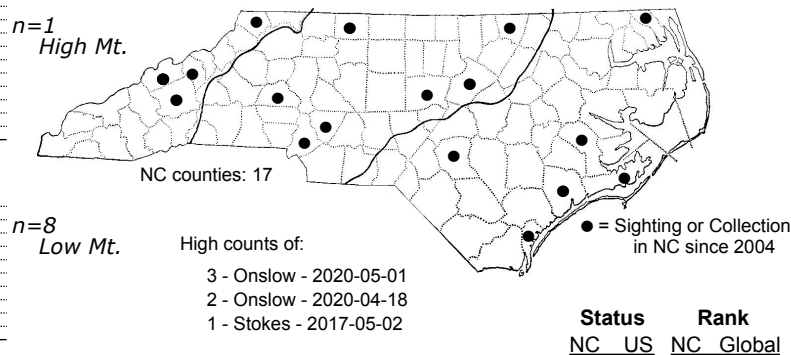 n=1
High Mt.
NC counties: 17
n=8
Low Mt.
High counts of:
3 - Onslow - 2020-05-01
2 - Onslow - 2020-04-18
1 - Stokes - 2017-05-02
● = Sighting or Collection
in NC since 2004
Status Rank
NC US NC Global